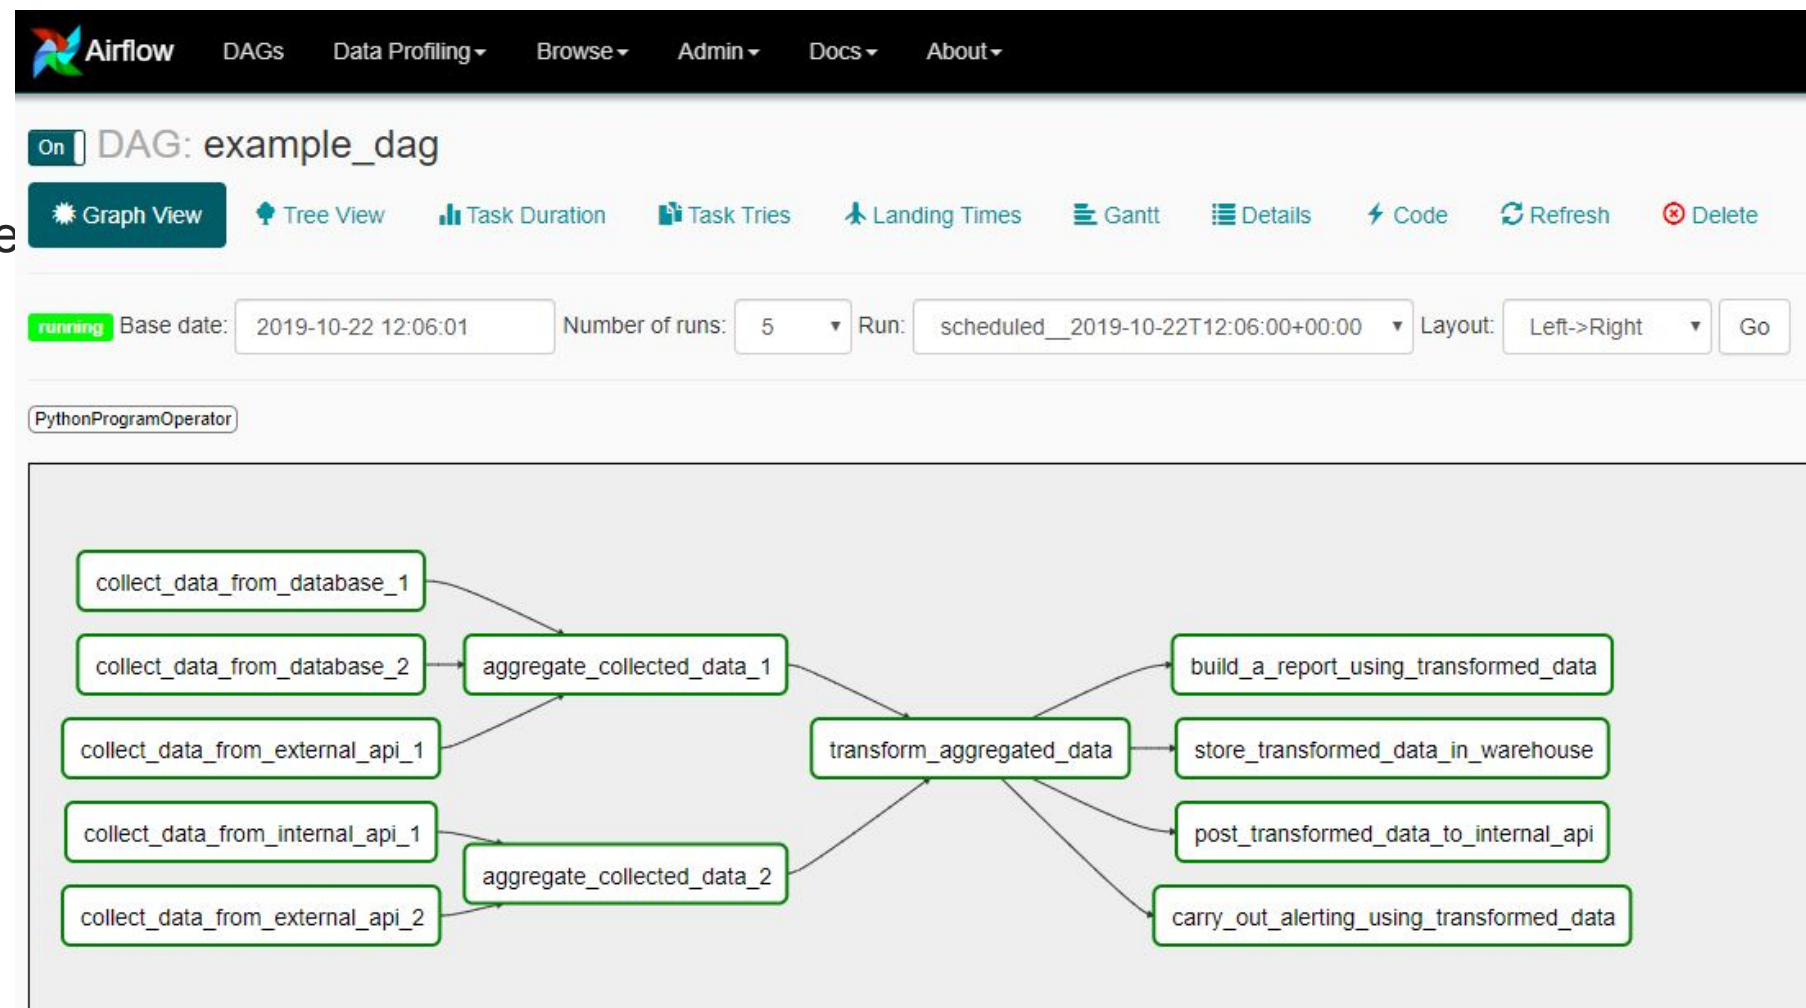 Airflow DAGs Data Profiling Browse Admin Docs About
On DAG: example_dag
e
Graph View Tree View Task Duration Task Tries Landing Times Gantt Details Code Refresh Delete
running Base date: 2019-10-22 12:06:01 Number of runs: 5 Run: scheduled__2019-10-22T12:06:00+00:00 Layout: Left->Right Go
PythonProgramOperator
collect_data_from_database_1
collect_data_from_database_2
collect_data_from_external_api_1
collect_data_from_internal_api_1
collect_data_from_external_api_2
aggregate_collected_data_1
aggregate_collected_data_2
transform_aggregated_data
build_a_report_using_transformed_data
store_transformed_data_in_warehouse
post_transformed_data_to_internal_api
carry_out_alerting_using_transformed_data